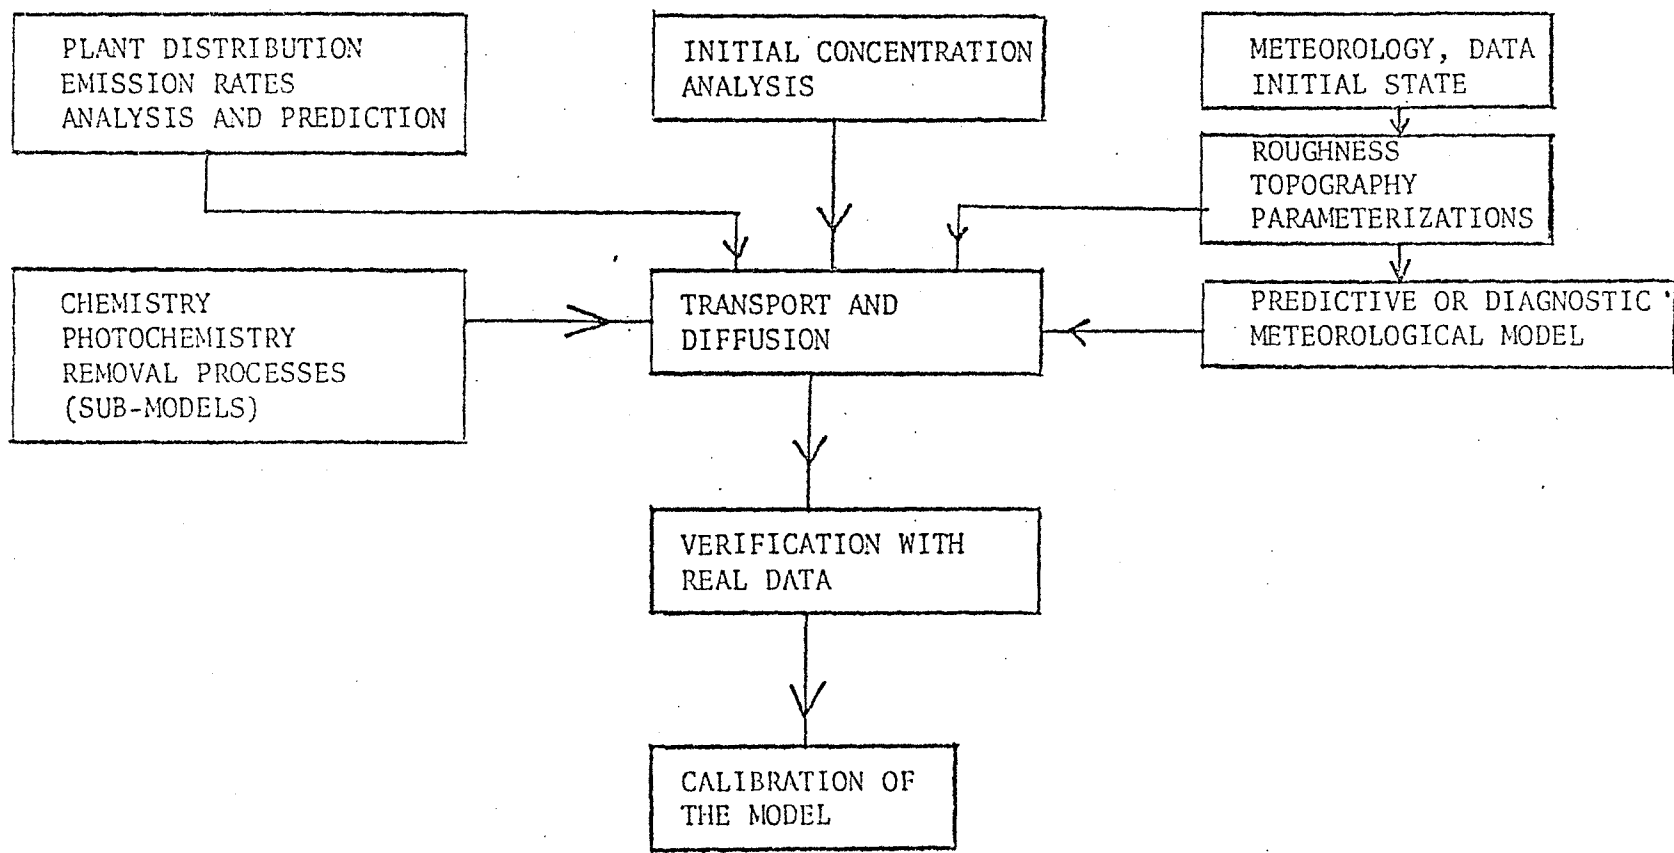 PLANT DISTRIBUTION
EMISSION RATES
ANALYSIS AND PREDICTION
INITIAL CONCENTRATION
ANALYSIS
METEOROLOGY, DATA
INITIAL STATE
ROUGHNESS
TOPOGRAPHY
PARAMETERIZATIONS
CHEMISTRY
PHOTOCHEMISTRY
REMOVAL PROCESSES
(SUB-MODELS)
TRANSPORT AND
DIFFUSION
PREDICTIVE OR DIAGNOSTIC
METEOROLOGICAL MODEL
VERIFICATION WITH
REAL DATA
CALIBRATION OF
THE MODEL